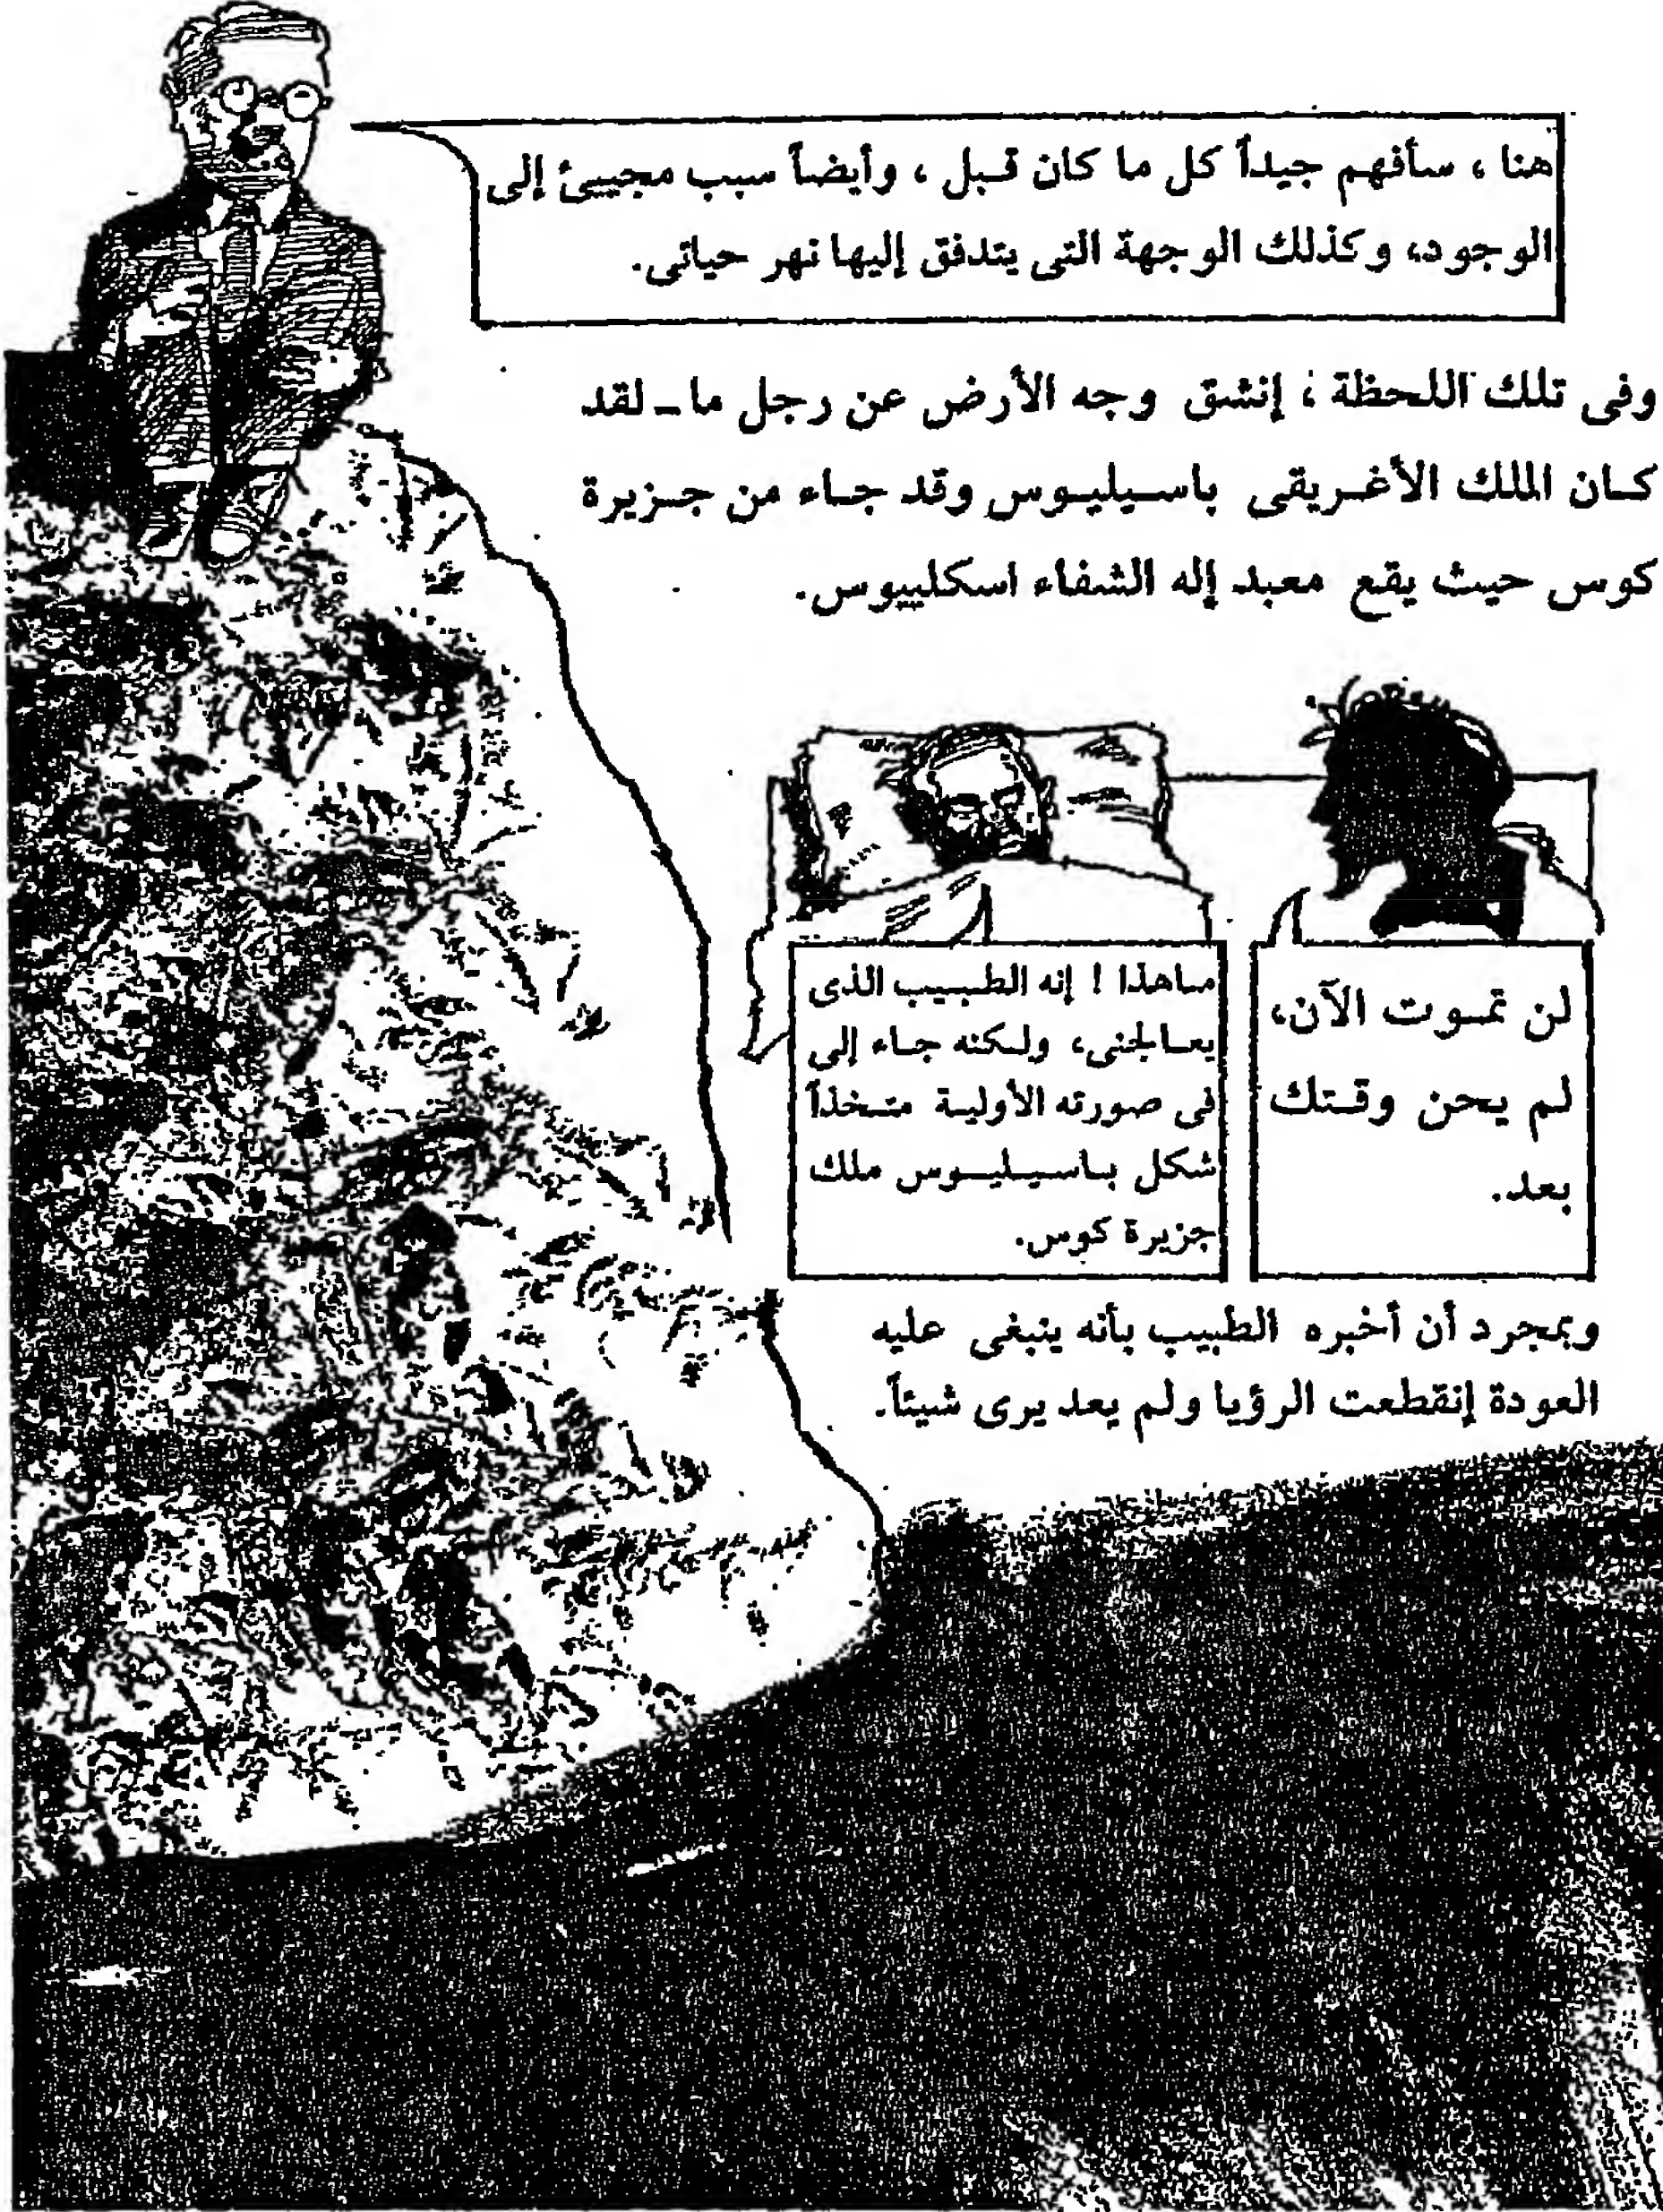 هنا ، سأفهم جيداً كل ما كان قبل ، وأيضاً سبب مجييئ إلى
الوجود، وكذلك الوجهة التى يتدفق إليها نهر حياتى.
وفى تلك اللحظة ؛ إنشق وجه الأرض عن رجل ما ـ لقد
كان الملك الأغريقى باسيليوس وقد جاء من جزيرة
كوس حيث يقع معبد إله الشفاء اسكلييوس.
لن تموت الآن،
لم يحن وقتك
بعد.
ماهذا ! إنه الطبيب الذى
يعالجنى، ولكنه جاء إلى
فى صورته الأولية متخذاً
شكل باسيليوس ملك
جزيرة كوس.
وبمجرد أن أخبره الطبيب بأنه ينبغى عليه
العودة إنقطعت الرؤيا ولم يعد يرى شيئاً.